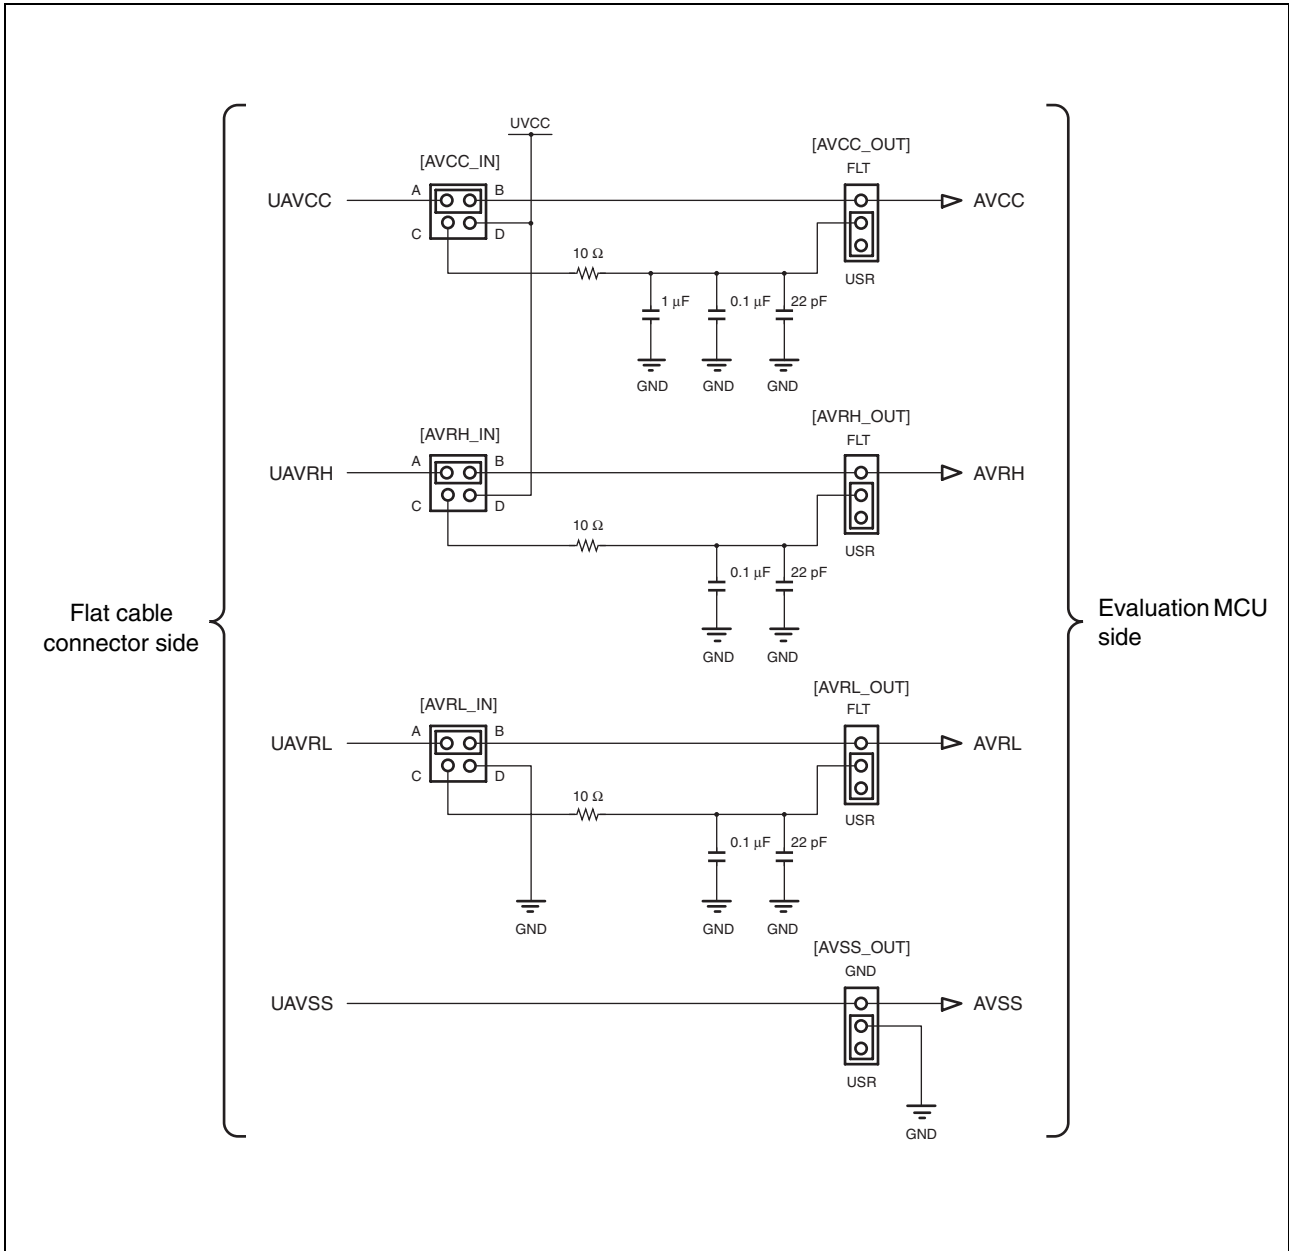 UVCC
[AVCC_IN]
[AVCC_OUT]
FLT
A
B
UAVCC
AVCC
C
D
10 Ω
USR
1 μF
0.1 μF
22 pF
GND
GND
GND
[AVRH_IN]
[AVRH_OUT]
FLT
A
B
UAVRH
AVRH
C
D
10 Ω
USR
0.1 μF
22 pF
GND
GND
Flat cable
connector side
Evaluation MCU
side
[AVRL_IN]
[AVRL_OUT]
FLT
A
B
UAVRL
AVRL
C
D
10 Ω
USR
0.1 μF
22 pF
GND
GND
GND
[AVSS_OUT]
GND
UAVSS
AVSS
USR
GND